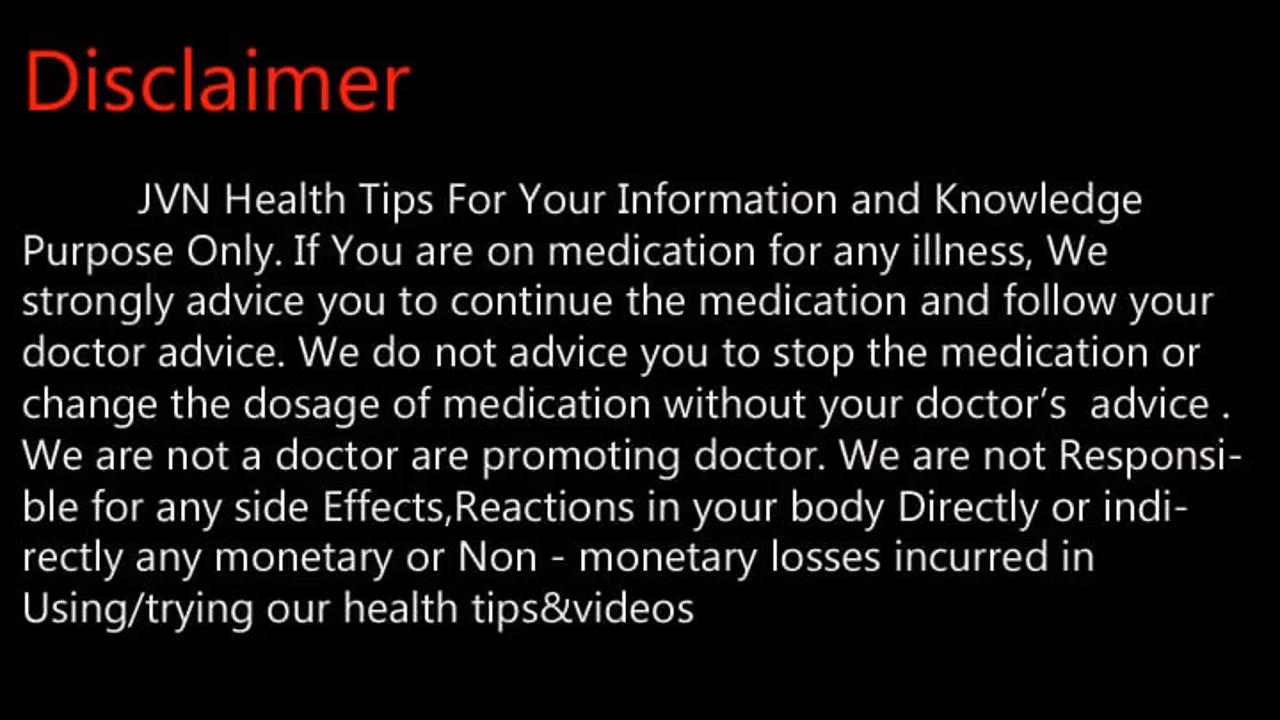 Disclaimer
JVN Health Tips For Your Information and Knowledge
Purpose Only. If You are on medication for any illness, We
strongly advice you to continue the medication and follow your
doctor advice. We do not advice you to stop the medication or
change the dosage of medication without your doctor’s  advice .
We are not a doctor are promoting doctor. We are not Responsi-
ble for any side Effects,Reactions in your body Directly or indi-
rectly any monetary or Non - monetary losses incurred in
Using/trying our health tips&videos